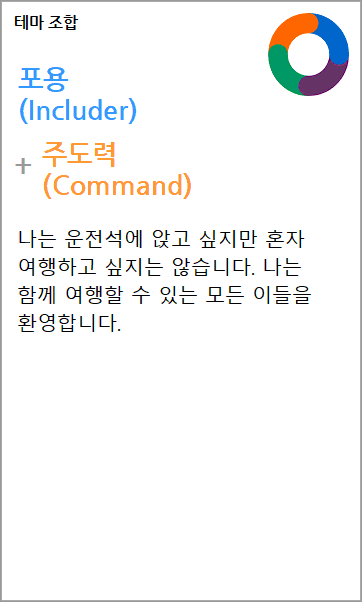 테마 조합
포용
(Includer)
+ 주도력
(Command)
나는 운전석에 앉고 싶지만 혼자
여행하고 싶지는 않습니다. 나는
함께 여행할 수 있는 모든 이들을
환영합니다.